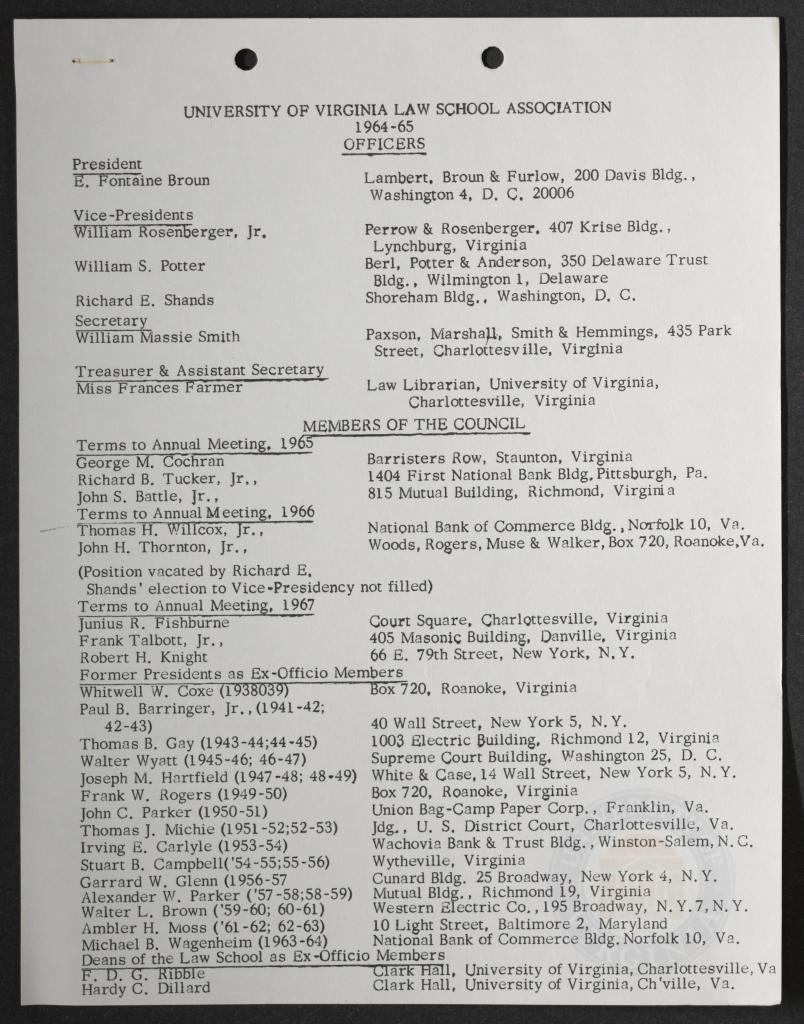 UNIVERSITY OF VIRGINIA LAW SCHOOL ASSOCIATION
1964-65
OFFICERS
President
E. Fontaine Broun Lambert, Broun & Furlow, 200 Davis Bldg.,
Washington 4, D. C. 20006
Vice-Presidents
William Rosenberger, Jr. Perrow & Rosenberger, 407 Krise Bldg.,
Lynchburg, Virginia
William S. Potter Berl, Potter & Anderson, 350 Delaware Trust
Bldg., Wilmington 1, Delaware
Richard E. Shands Shoreham Bldg., Washington, D. C.
Secretary
William Massie Smith Paxson, Marshall, Smith & Hemmings, 435 Park
Street, Charlottesville, Virginia
Treasurer & Assistant Secretary
Miss Frances Farmer Law Librarian, University of Virginia,
Charlottesville, Virginia
MEMBERS OF THE COUNCIL
Terms to Annual Meeting, 1965
George M. Cochran Barristers Row, Staunton, Virginia
Richard B. Tucker, Jr., 1404 First National Bank Bldg. Pittsburgh, Pa.
John S. Battle, Jr., 815 Mutual Building, Richmond, Virginia
Terms to Annual Meeting, 1966
Thomas H. Willcox, Jr., National Bank of Commerce Bldg., Norfolk 10, Va.
John H. Thornton, Jr., Woods, Rogers, Muse & Walker, Box 720, Roanoke, Va.
(Position vacated by Richard E.
Shands' election to Vice-Presidency not filled)
Terms to Annual Meeting, 1967
Junius R. Fishburne Court Square, Charlottesville, Virginia
Frank Talbott, Jr., 405 Masonic Building, Danville, Virginia
Robert H. Knight 66 E. 79th Street, New York, N. Y.
Former Presidents as Ex-Officio Members
Whitwell W. Coxe (1938039) Box 720, Roanoke, Virginia
Paul B. Barringer, Jr., (1941-42;
42-43) 40 Wall Street, New York 5, N. Y.
Thomas B. Gay (1943-44;44-45) 1003 Electric Building, Richmond 12, Virginia
Walter Wyatt (1945-46; 46-47) Supreme Court Building, Washington 25, D. C.
Joseph M. Hartfield (1947-48; 48-49) White & Case, 14 Wall Street, New York 5, N. Y.
Frank W. Rogers (1949-50) Box 720, Roanoke, Virginia
John C. Parker (1950-51) Union Bag-Camp Paper Corp., Franklin, Va.
Thomas J. Michie (1951-52;52-53) Jdg., U. S. District Court, Charlottesville, Va.
Irving E. Carlyle (1953-54) Wachovia Bank & Trust Bldg., Winston-Salem, N. C.
Stuart B. Campbell('54-55;55-56) Wytheville, Virginia
Garrard W. Glenn (1956-57 Cunard Bldg. 25 Broadway, New York 4, N. Y.
Alexander W. Parker ('57-58;58-59) Mutual Bldg., Richmond 19, Virginia
Walter L. Brown ('59-60; 60-61) Western Electric Co., 195 Broadway, N. Y. 7, N. Y.
Ambler H. Moss ('61-62; 62-63) 10 Light Street, Baltimore 2, Maryland
Michael B. Wagenheim (1963-64) National Bank of Commerce Bldg. Norfolk 10, Va.
Deans of the Law School as Ex-Officio Members
F. D. G. Ribble Clark Hall, University of Virginia, Charlottesville, Va
Hardy C. Dillard Clark Hall, University of Virginia, Ch'ville, Va.